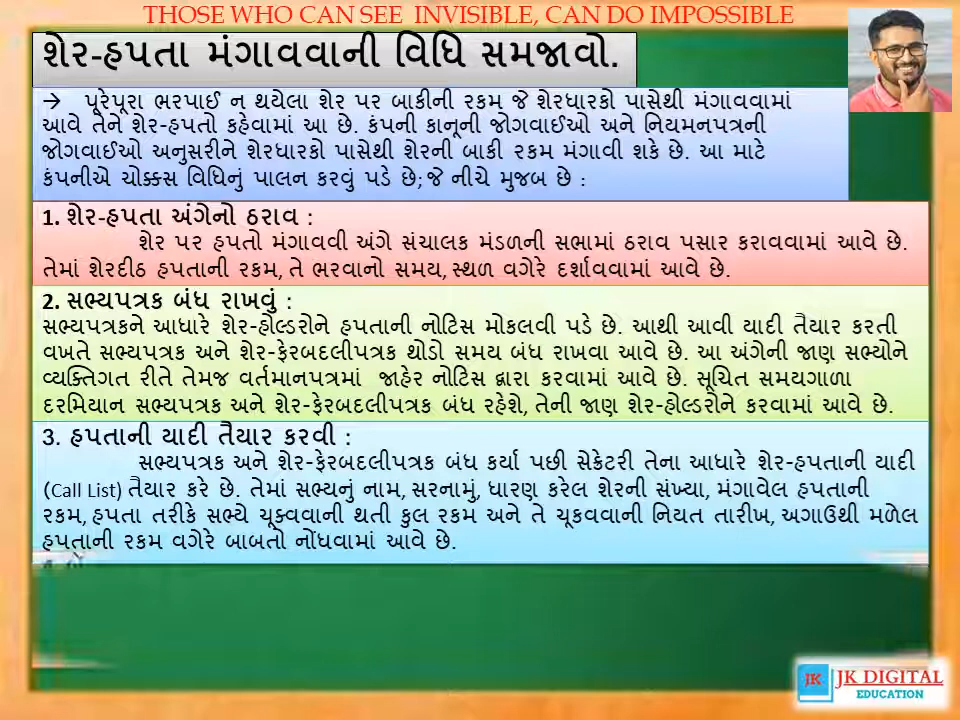 THOSE WHO CAN SEE INVISIBLE, CAN DO IMPOSSIBLE
શેર-હપતા મંગાવવાની વિધિ સમજાવો.
→ પૂરેપૂરા ભરપાઈ ન થયેલા શેર પર બાકીની રકમ જે શેરધારકો પાસેથી મંગાવવામાં
આવે તેને શેર-હપતો કહેવામાં આ છે. કંપની કાનૂની જોગવાઈઓ અને નિયમનપત્રની
જોગવાઈઓ અનુસરીને શેરધારકો પાસેથી શેરની બાકી રકમ મંગાવી શકે છે. આ માટે
કંપનીએ ચોક્કસ વિધિનું પાલન કરવું પડે છે; જે નીચે મુજબ છે :
1. શેર-હપતા અંગેનો ઠરાવ :
શેર પર હપતો મંગાવવી અંગે સંચાલક મંડળની સભામાં ઠરાવ પસાર કરાવવામાં આવે છે.
તેમાં શેરદીઠ હપતાની રકમ, તે ભરવાનો સમય, સ્થળ વગેરે દર્શાવવામાં આવે છે.
2. સભ્યપત્રક બંધ રાખવું :
સભ્યપત્રકને આધારે શેર-હોલ્ડરોને હપતાની નોટિસ મોકલવી પડે છે. આથી આવી યાદી તૈયાર કરતી
વખતે સભ્યપત્રક અને શેર-ફેરબદલીપત્રક થોડો સમય બંધ રાખવા આવે છે. આ અંગેની જાણ સભ્યોને
વ્યક્તિગત રીતે તેમજ વર્તમાનપત્રમાં જાહેર નોટિસ દ્વારા કરવામાં આવે છે. સૂચિત સમયગાળા
દરમિયાન સભ્યપત્રક અને શેર-ફેરબદલીપત્રક બંધ રહેશે, તેની જાણ શેર-હોલ્ડરોને કરવામાં આવે છે.
3. હપતાની યાદી તૈયાર કરવી :
સભ્યપત્રક અને શેર-ફેરબદલીપત્રક બંધ કર્યા પછી સેક્રેટરી તેના આધારે શેર-હપતાની યાદી
(Call List) તૈયાર કરે છે. તેમાં સભ્યનું નામ, સરનામું, ધારણ કરેલ શેરની સંખ્યા, મંગાવેલ હપતાની
રકમ, હપતા તરીકે સભ્યે ચૂક્વવાની થતી કુલ રકમ અને તે ચૂકવવાની નિયત તારીખ, અગાઉથી મળેલ
હપતાની રકમ વગેરે બાબતો નોંધવામાં આવે છે.
JK
JK DIGITAL
EDUCATION